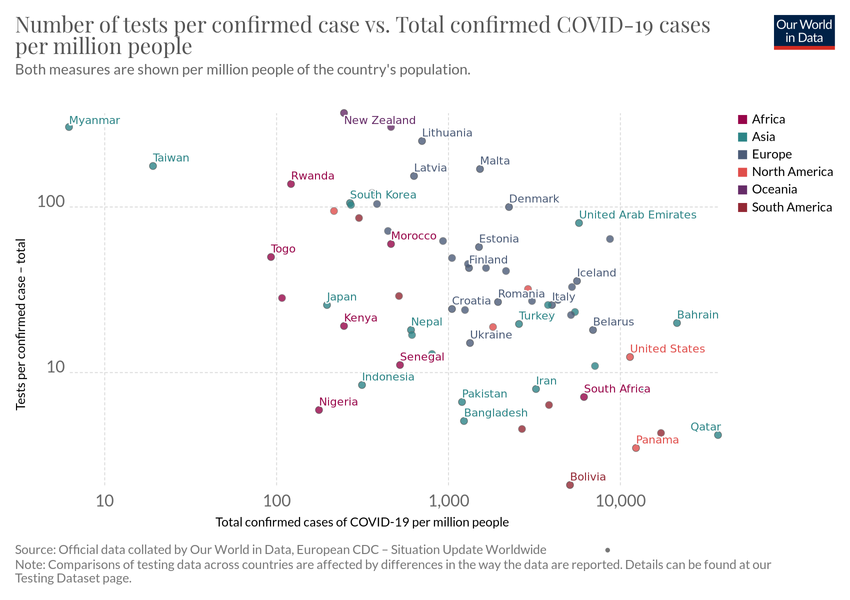 Number of tests per confirmed case vs. Total confirmed COVID-19 cases
per million people
Both measures are shown per million people of the country's population.
Our World
in Data
Myanmar
New Zealand
Lithuania
Taiwan
Latvia
Malta
Rwanda
South Korea
Denmark
United Arab Emirates
Morocco
Estonia
Togo
Finland
Iceland
Japan
Croatia
Romania
Italy
Kenya
Nepal
Turkey
Belarus
Bahrain
Ukraine
Senegal
United States
Indonesia
Iran
South Africa
Nigeria
Pakistan
Bangladesh
Qatar
Panama
Bolivia
Africa
Asia
Europe
North America
Oceania
South America
Tests per confirmed case – total
100
10
10
100
1,000
10,000
Total confirmed cases of COVID-19 per million people
Source: Official data collated by Our World in Data, European CDC – Situation Update Worldwide
Note: Comparisons of testing data across countries are affected by differences in the way the data are reported. Details can be found at our
Testing Dataset page.